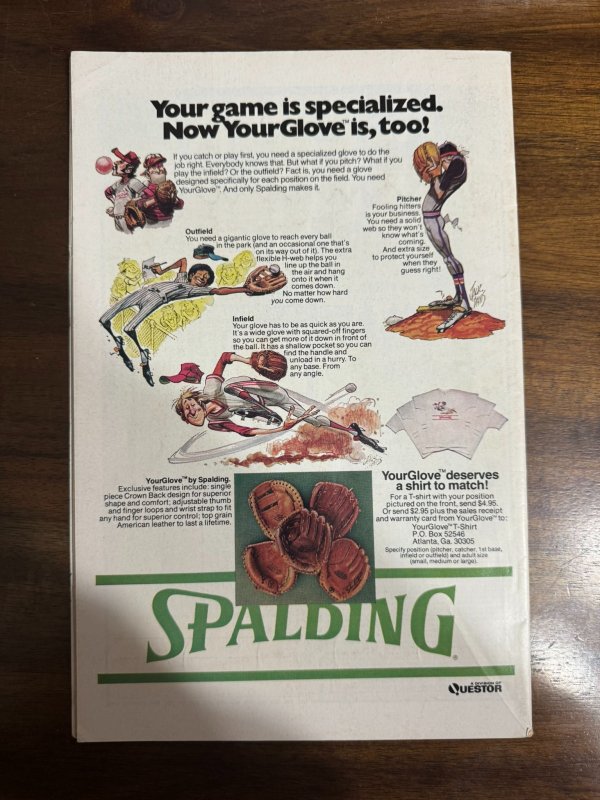 Your game is specialized.
Now YourGlove™ is, too!
If you catch or play first, you need a specialized glove to do the
job right. Everybody knows that. But what if you pitch? What if you
play the infield? Or the outfield? Fact is, you need a glove
designed specifically for each position on the field. You need
YourGlove™. And only Spalding makes it.
Pitcher
Fooling hitters
is your business.
You need a solid
web so they won't
know what's
coming.
And extra size
to protect yourself
when they
guess right!
Outfield
You need a gigantic glove to reach every ball
in the park (and an occasional one that's
on its way out of it). The extra
flexible H-web helps you
line up the ball in
the air and hang
onto it when it
comes down.
No matter how hard
you come down.
Infield
Your glove has to be as quick as you are.
It's a wide glove with squared-off fingers
so you can get more of it down in front of
the ball. It has a shallow pocket so you can
find the handle and
unload in a hurry. To
any base. From
any angle.
YourGlove™ by Spalding.
Exclusive features include: single
piece Crown Back design for superior
shape and comfort; adjustable thumb
and finger loops and wrist strap to fit
any hand for superior control; top grain
American leather to last a lifetime.
YourGlove™ deserves
a shirt to match!
For a T-shirt with your position
pictured on the front, send $4.95.
Or send $2.95 plus the sales receipt
and warranty card from YourGlove™ to:
YourGlove™ T-Shirt
P.O. Box 52546
Atlanta, Ga. 30305
Specify position (pitcher, catcher, 1st base,
infield or outfield) and adult size
(small, medium or large).
SPALDING®
A DIVISION OF
QUESTOR